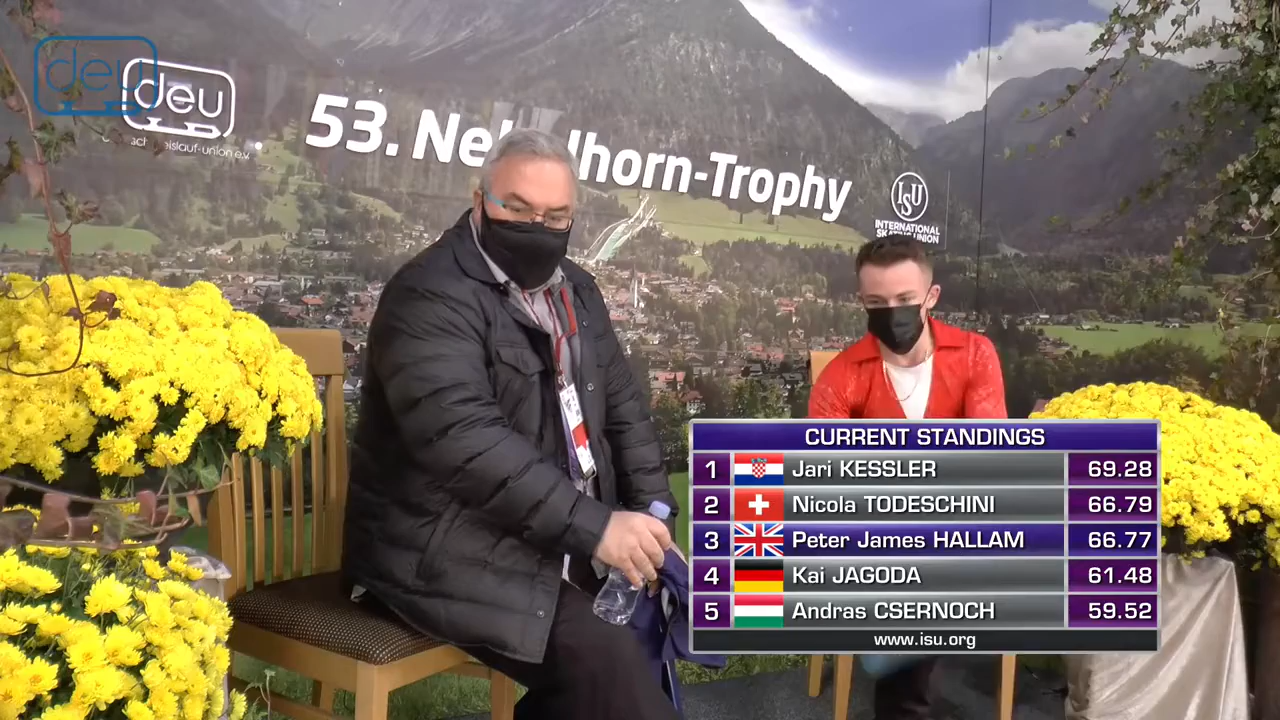 deu
deu
53. Ne lhorn-Trophy
ISU
INTERNATIONAL
SKATING UNION
CURRENT STANDINGS
1 Jari KESSLER 69.28
2 Nicola TODESCHINI 66.79
3 Peter James HALLAM 66.77
4 Kai JAGODA 61.48
5 Andras CSERNOCH 59.52
www.isu.org